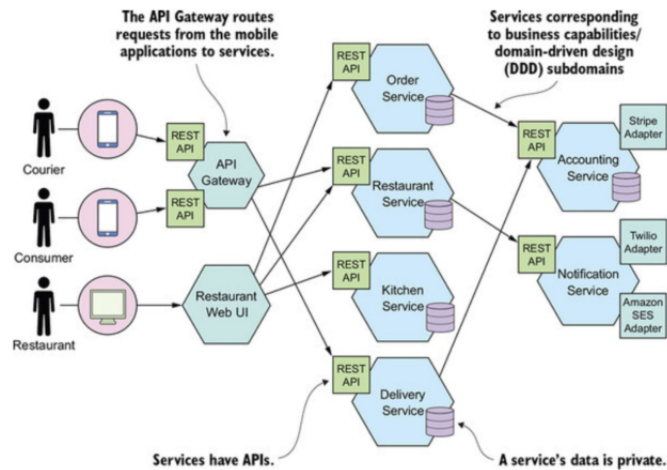 The API Gateway routes
requests from the mobile
applications to services.
Services corresponding
to business capabilities/
domain-driven design
(DDD) subdomains
REST
API
Order
Service
Stripe
Adapter
REST
API
Accounting
Service
Courier
REST
API
API
Gateway
REST
API
REST
API
Restaurant
Service
Consumer
Twilio
Adapter
REST
API
Notification
Service
Amazon
SES
Adapter
REST
API
Kitchen
Service
Restaurant
Web UI
Restaurant
REST
API
Delivery
Service
Services have APIs.
A service's data is private.